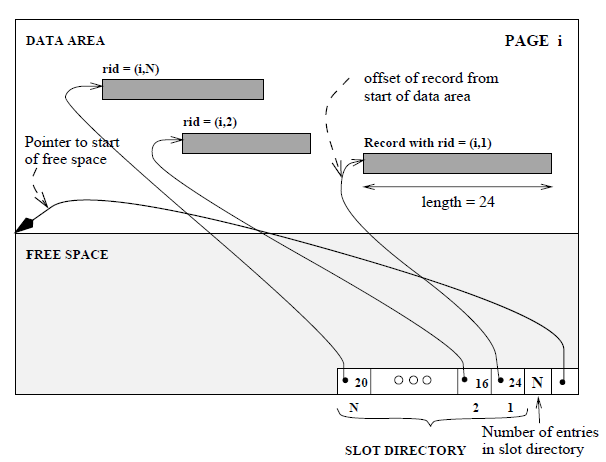 DATA AREA
PAGE i
rid = (i,N)
offset of record from
start of data area
rid = (i,2)
Pointer to start
of free space
Record with rid = (i,1)
length = 24
FREE SPACE
20
16
24
N
N
2
1
SLOT DIRECTORY
Number of entries
in slot directory